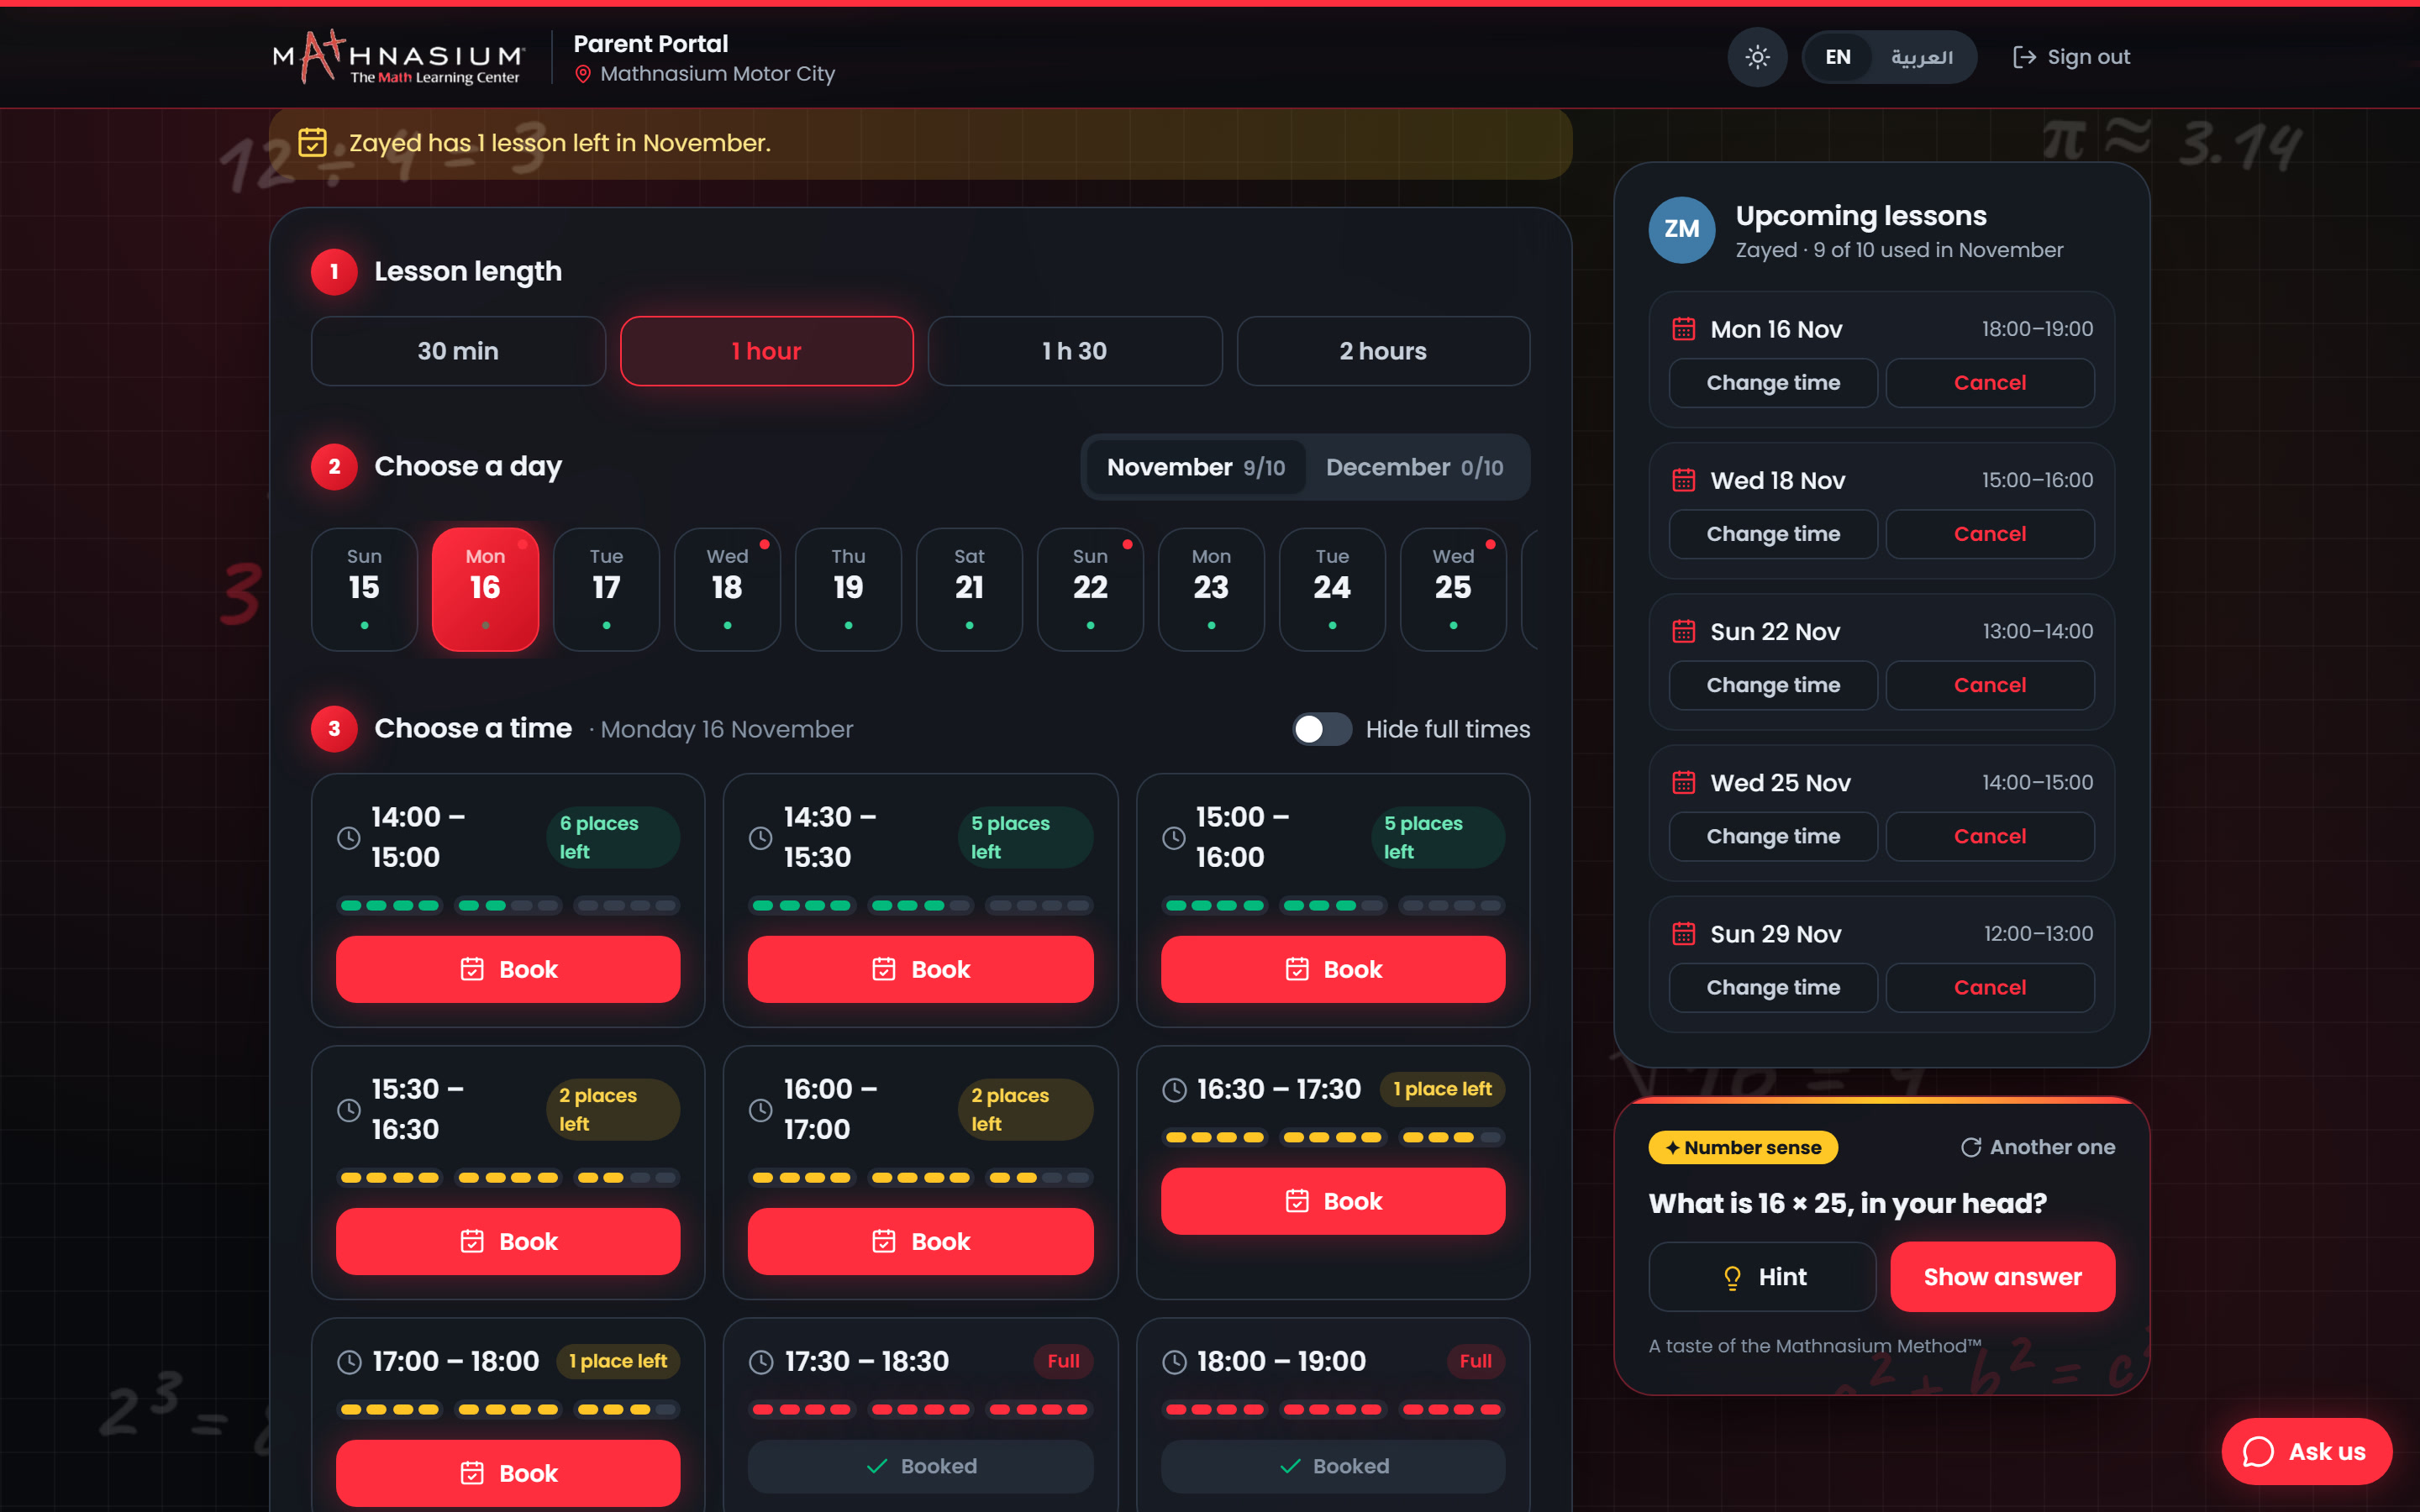 MATHNASIUM
The Math Learning Center
Parent Portal
Mathnasium Motor City
EN
العربية
Sign out
12 ÷ 4 = 3
π ≈ 3.14
Zayed has 1 lesson left in November.
1
Lesson length
30 min
1 hour
1 h 30
2 hours
2
Choose a day
November 9/10
December 0/10
Sun
15
Mon
16
Tue
17
Wed
18
Thu
19
Sat
21
Sun
22
Mon
23
Tue
24
Wed
25
3
3
Choose a time · Monday 16 November
Hide full times
14:00 –
15:00
6 places
left
Book
14:30 –
15:30
5 places
left
Book
15:00 –
16:00
5 places
left
Book
15:30 –
16:30
2 places
left
Book
16:00 –
17:00
2 places
left
Book
16:30 – 17:30
1 place left
Book
17:00 – 18:00
1 place left
Book
17:30 – 18:30
Full
Booked
18:00 – 19:00
Full
Booked
2³ =
ZM
Upcoming lessons
Zayed · 9 of 10 used in November
Mon 16 Nov
18:00–19:00
Change time
Cancel
Wed 18 Nov
15:00–16:00
Change time
Cancel
Sun 22 Nov
13:00–14:00
Change time
Cancel
Wed 25 Nov
14:00–15:00
Change time
Cancel
Sun 29 Nov
12:00–13:00
Change time
Cancel
✦ Number sense
Another one
What is 16 × 25, in your head?
Hint
Show answer
A taste of the Mathnasium Method™
Ask us